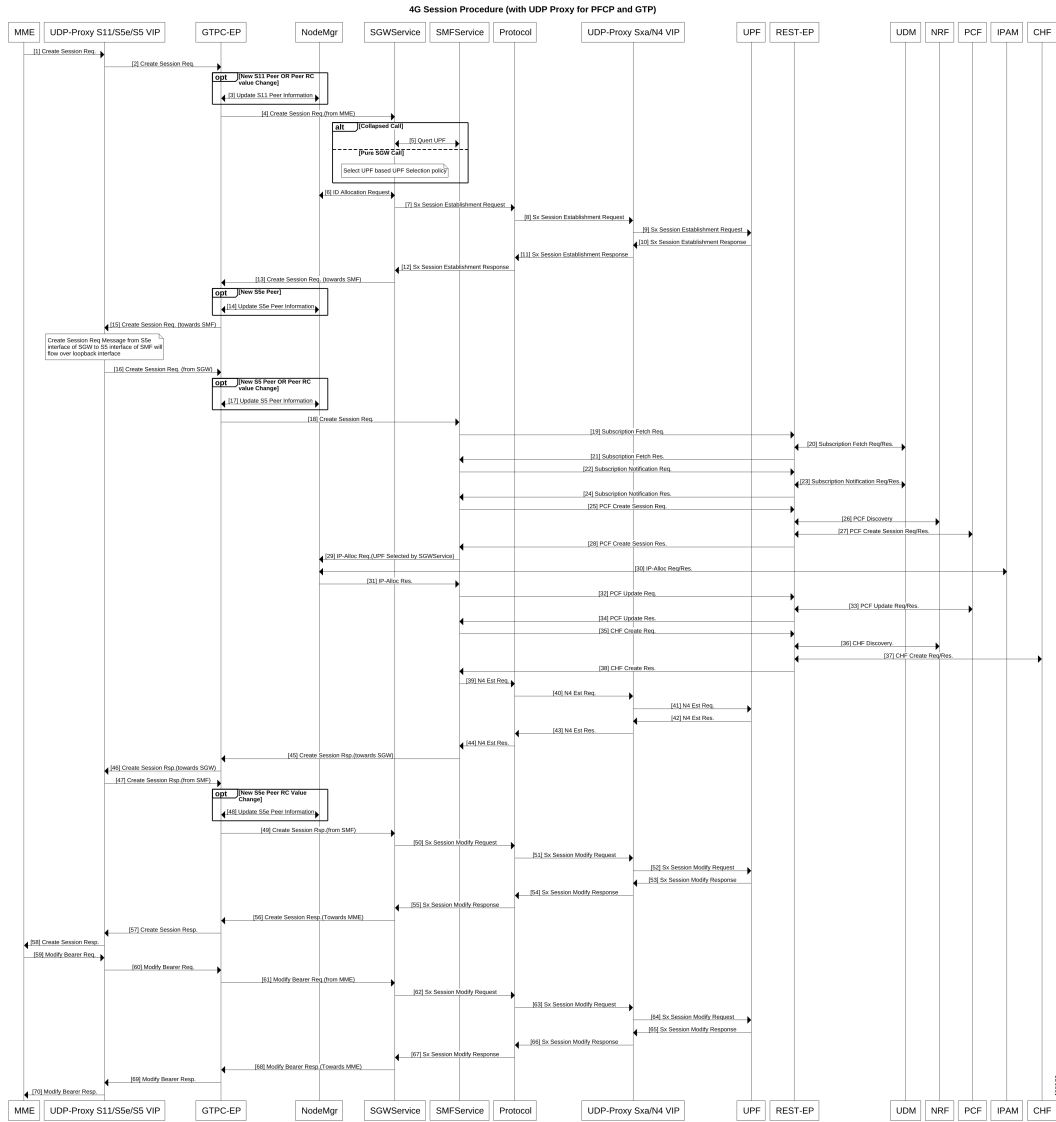 4G Session Procedure (with UDP Proxy for PFCP and GTP)
MME
UDP-Proxy S11/S5e/S5 VIP
GTPC-EP
NodeMgr
SGWService
SMFService
Protocol
UDP-Proxy Sxa/N4 VIP
UPF
REST-EP
UDM
NRF
PCF
IPAM
CHF
[1] Create Session Req.
[2] Create Session Req.
opt
[New S11 Peer OR Peer RC
value Change]
[3] Update S11 Peer Information
[4] Create Session Req.(from MME)
alt
[Collapsed Call]
[5] Quert UPF
[Pure SGW Call]
Select UPF based UPF Selection policy
[6] ID Allocation Request
[7] Sx Session Establishment Request
[8] Sx Session Establishment Request
[9] Sx Session Establishment Request
[10] Sx Session Establishment Response
[11] Sx Session Establishment Response
[12] Sx Session Establishment Response
[13] Create Session Req. (towards SMF)
opt
[New S5e Peer]
[14] Update S5e Peer Information
[15] Create Session Req. (towards SMF)
Create Session Req Message from S5e
interface of SGW to S5 interface of SMF will
flow over loopback interface
[16] Create Session Req. (from SGW)
opt
[New S5 Peer OR Peer RC
value Change]
[17] Update S5 Peer Information
[18] Create Session Req.
[19] Subscription Fetch Req.
[20] Subscription Fetch Req/Res.
[21] Subscription Fetch Res.
[22] Subscription Notification Req.
[23] Subscription Notification Req/Res.
[24] Subscription Notification Res.
[25] PCF Create Session Req.
[26] PCF Discovery
[27] PCF Create Session Req/Res.
[28] PCF Create Session Res.
[29] IP-Alloc Req.(UPF Selected by SGWService)
[30] IP-Alloc Req/Res.
[31] IP-Alloc Res.
[32] PCF Update Req.
[33] PCF Update Req/Res.
[34] PCF Update Res.
[35] CHF Create Req.
[36] CHF Discovery.
[37] CHF Create Req/Res.
[38] CHF Create Res.
[39] N4 Est Req.
[40] N4 Est Req.
[41] N4 Est Req.
[42] N4 Est Res.
[43] N4 Est Res.
[44] N4 Est Res.
[45] Create Session Rsp.(towards SGW)
[46] Create Session Rsp.(towards SGW)
[47] Create Session Rsp.(from SMF)
opt
[New S5e Peer RC Value
Change]
[48] Update S5e Peer Information
[49] Create Session Rsp.(from SMF)
[50] Sx Session Modify Request
[51] Sx Session Modify Request
[52] Sx Session Modify Request
[53] Sx Session Modify Response
[54] Sx Session Modify Response
[55] Sx Session Modify Response
[56] Create Session Resp.(Towards MME)
[57] Create Session Resp.
[58] Create Session Resp.
[59] Modify Bearer Req.
[60] Modify Bearer Req.
[61] Modify Bearer Req.(from MME)
[62] Sx Session Modify Request
[63] Sx Session Modify Request
[64] Sx Session Modify Request
[65] Sx Session Modify Response
[66] Sx Session Modify Response
[67] Sx Session Modify Response
[68] Modify Bearer Resp.(Towards MME)
[69] Modify Bearer Resp.
[70] Modify Bearer Resp.
MME
UDP-Proxy S11/S5e/S5 VIP
GTPC-EP
NodeMgr
SGWService
SMFService
Protocol
UDP-Proxy Sxa/N4 VIP
UPF
REST-EP
UDM
NRF
PCF
IPAM
CHF